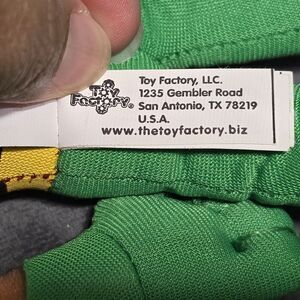 Toy Factory, LLC.
1235 Gembler Road
San Antonio, TX 78219
U.S.A.
www.thetoyfactory.biz
TOY
FACTORY